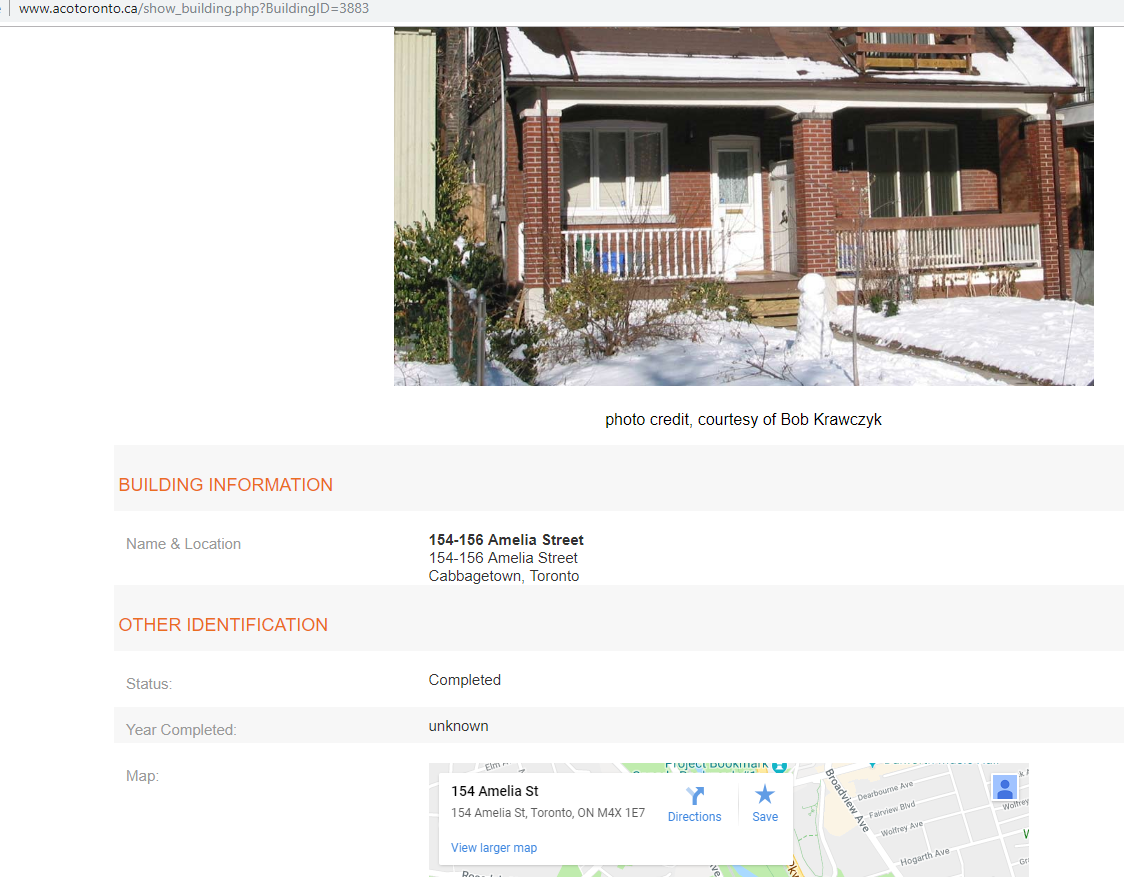 www.acotoronto.ca/show_building.php?BuildingID=3883
photo credit, courtesy of Bob Krawczyk
BUILDING INFORMATION
Name & Location
154-156 Amelia Street
154-156 Amelia Street
Cabbagetown, Toronto
OTHER IDENTIFICATION
Status:
Completed
Year Completed:
unknown
Map:
Elm Ave
Project Bookmark
154 Amelia St
154 Amelia St, Toronto, ON M4X 1E7
Directions
Save
View larger map
Broadview Ave
Dearbourne Ave
Fairview Blvd
Wolfrey Ave
Wolfrey
Hogarth Ave